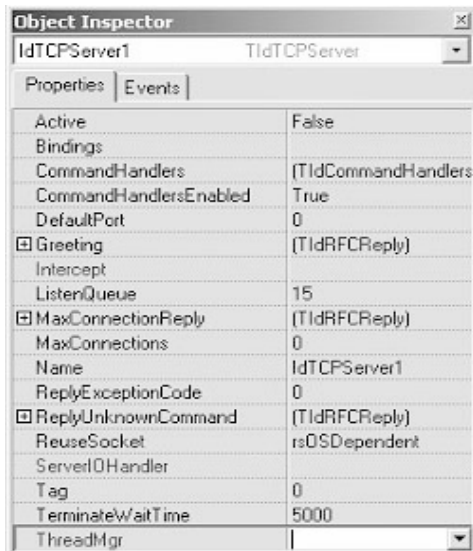 Object Inspector
IdTCPServer1 TIdTCPServer
Properties Events
Active False
Bindings
CommandHandlers (TIdCommandHandlers
CommandHandlersEnabled True
DefaultPort 0
Greeting (TIdRFCReply)
Intercept
ListenQueue 15
MaxConnectionReply (TIdRFCReply)
MaxConnections 0
Name IdTCPServer1
ReplyExceptionCode 0
ReplyUnknownCommand (TIdRFCReply)
ReuseSocket rsOSDependent
ServerIOHandler
Tag 0
TerminateWaitTime 5000
ThreadMgr